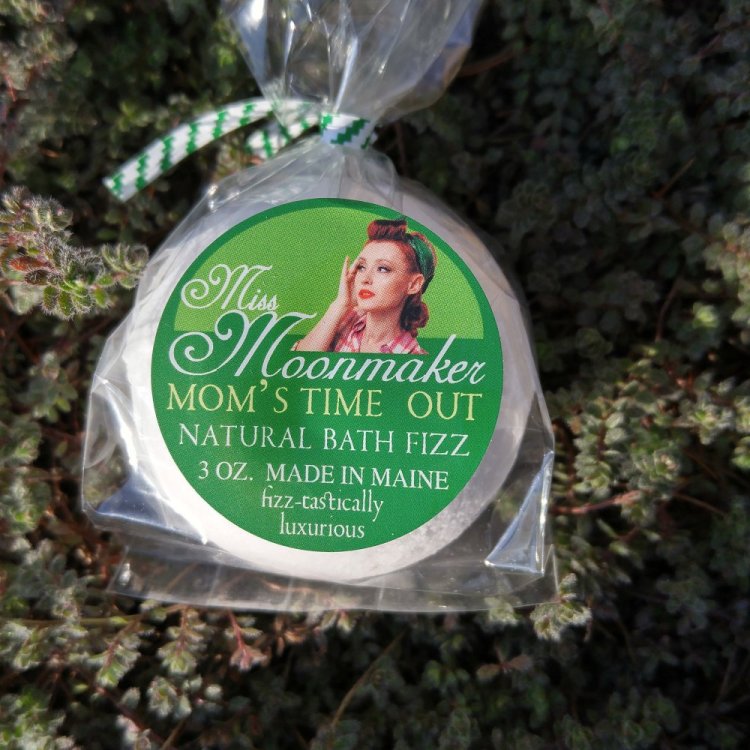 Miss
Moonmaker
MOM'S TIME OUT
NATURAL BATH FIZZ
3 OZ. MADE IN MAINE
fizz-tastically
luxurious